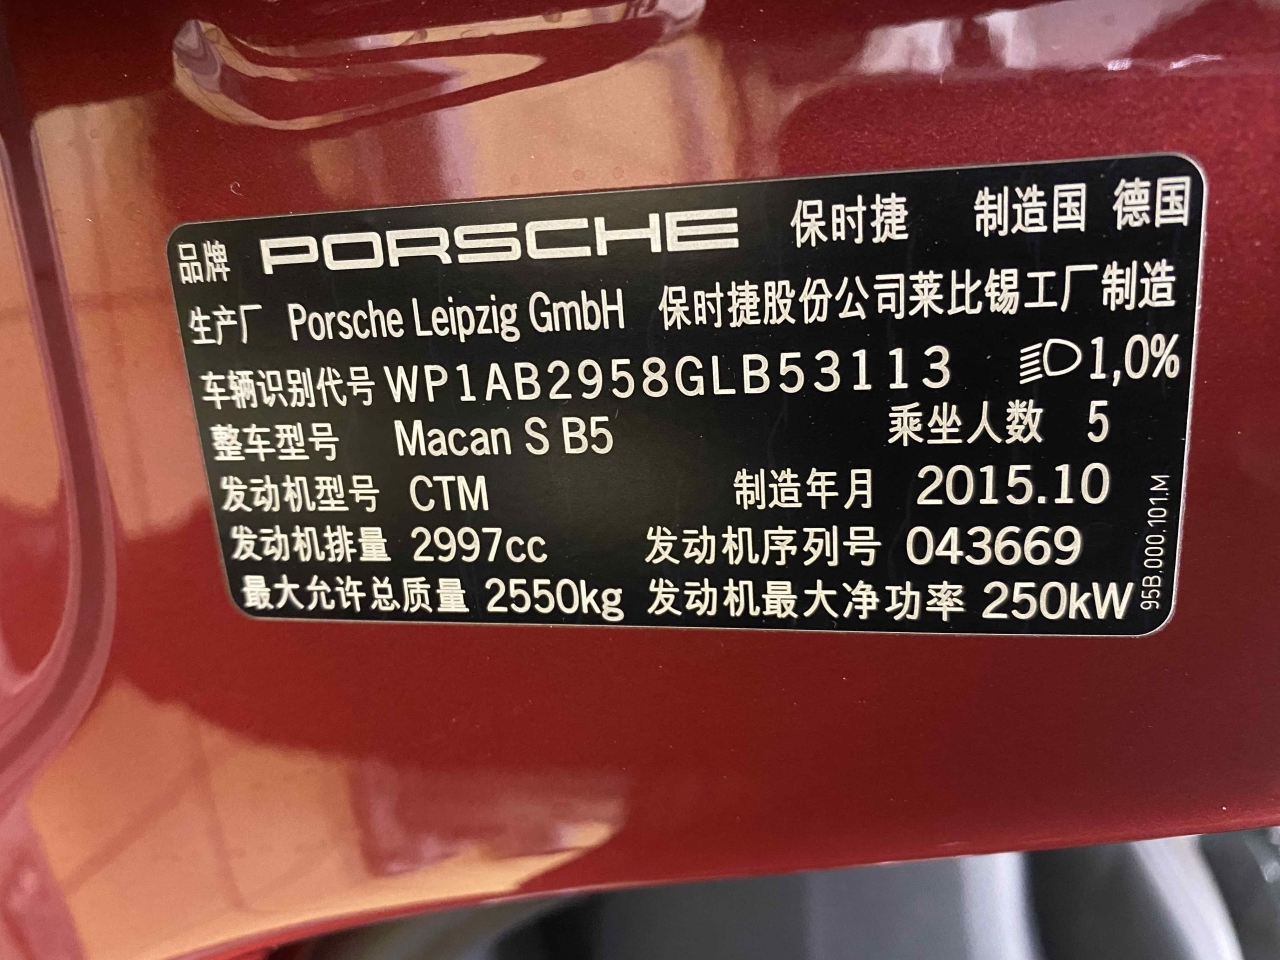 品牌 PORSCHE 保时捷 制造国 德国
生产厂 Porsche Leipzig GmbH 保时捷股份公司莱比锡工厂制造
车辆识别代号 WP1AB2958GLB53113 1,0%
整车型号 Macan S B5 乘坐人数 5
发动机型号 CTM 制造年月 2015.10
发动机排量 2997cc 发动机序列号 043669
最大允许总质量 2550kg 发动机最大净功率 250kW
95B.000.101.M